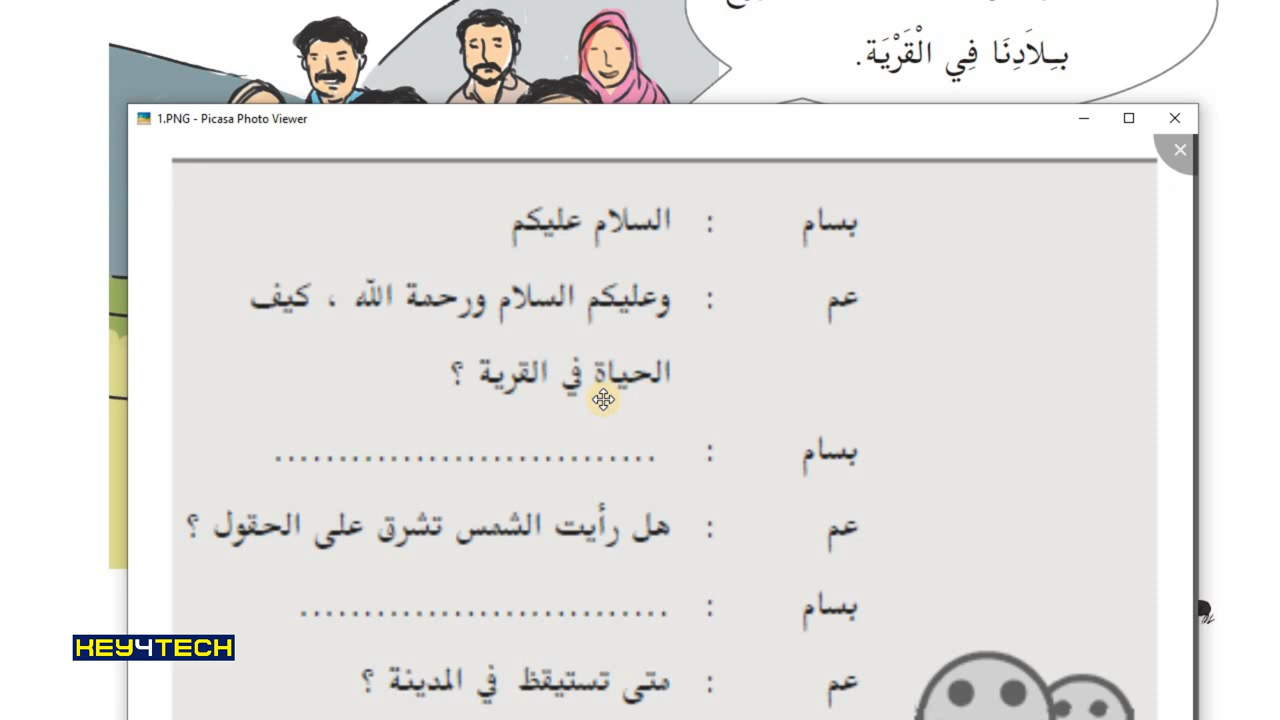 بِلَادِنَا فِي الْقَرْيَة.
1.PNG - Picasa Photo Viewer
بسام : السلام عليكم
عم : وعليكم السلام ورحمة الله ، كيف
الحياة في القرية ؟
بسام : ..............................
عم : هل رأيت الشمس تشرق على الحقول ؟
بسام : .............................
عم : متى تستيقظ في المدينة ؟
KEY4TECH